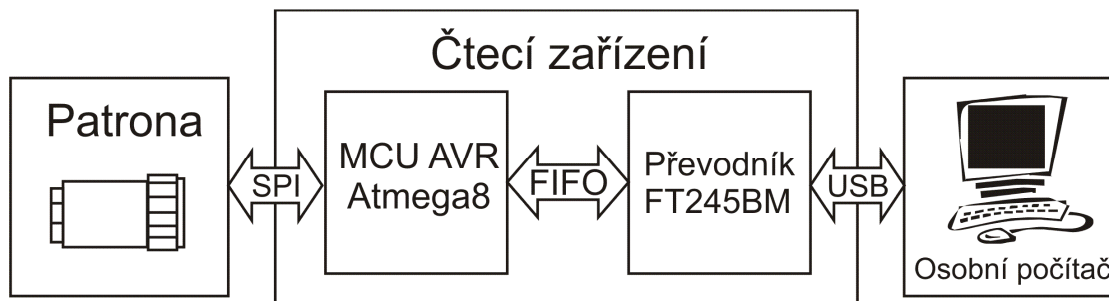 Čtecí zařízení
Patrona
SPI
MCU AVR
Atmega8
FIFO
Převodník
FT245BM
USB
Osobní počítač